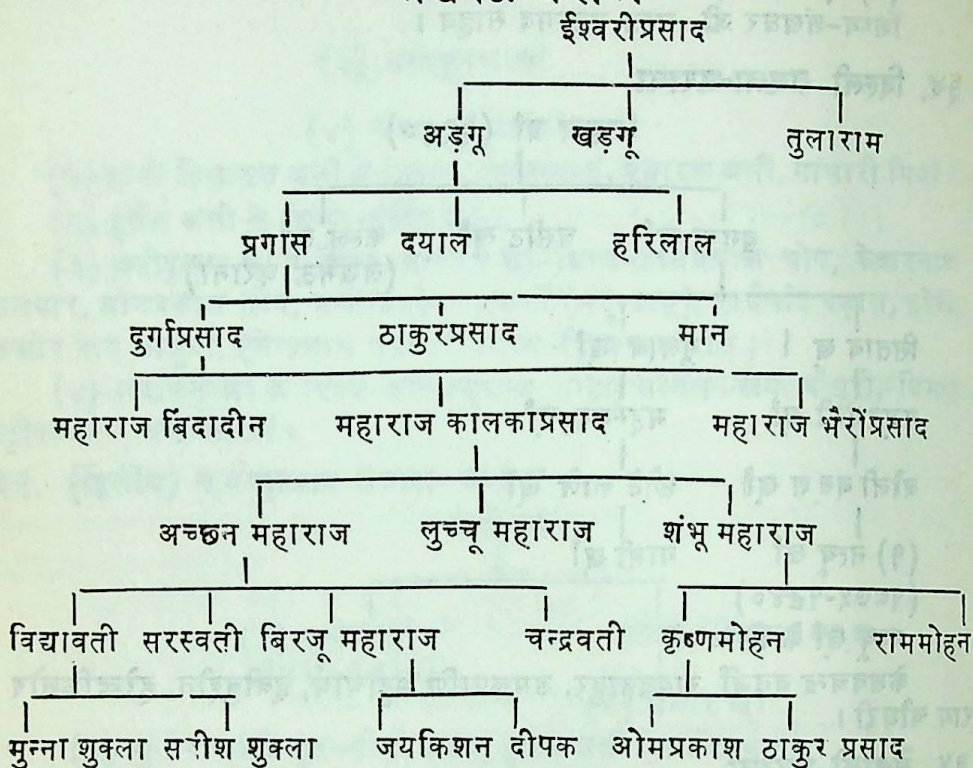 ईश्वरीप्रसाद
अड़गू खड़गू तुलाराम
प्रगास दयाल हरिलाल
दुर्गाप्रसाद ठाकुरप्रसाद मान
महाराज बिंदादीन महाराज कालकाप्रसाद महाराज भैरोंप्रसाद
अच्छन महाराज लुच्चू महाराज शंभू महाराज
विद्यावती सरस्वती बिरजू महाराज चन्द्रवती कृष्णमोहन राममोहन
मुन्ना शुक्ला सतीश शुक्ला जयकिशन दीपक ओमप्रकाश ठाकुर प्रसाद